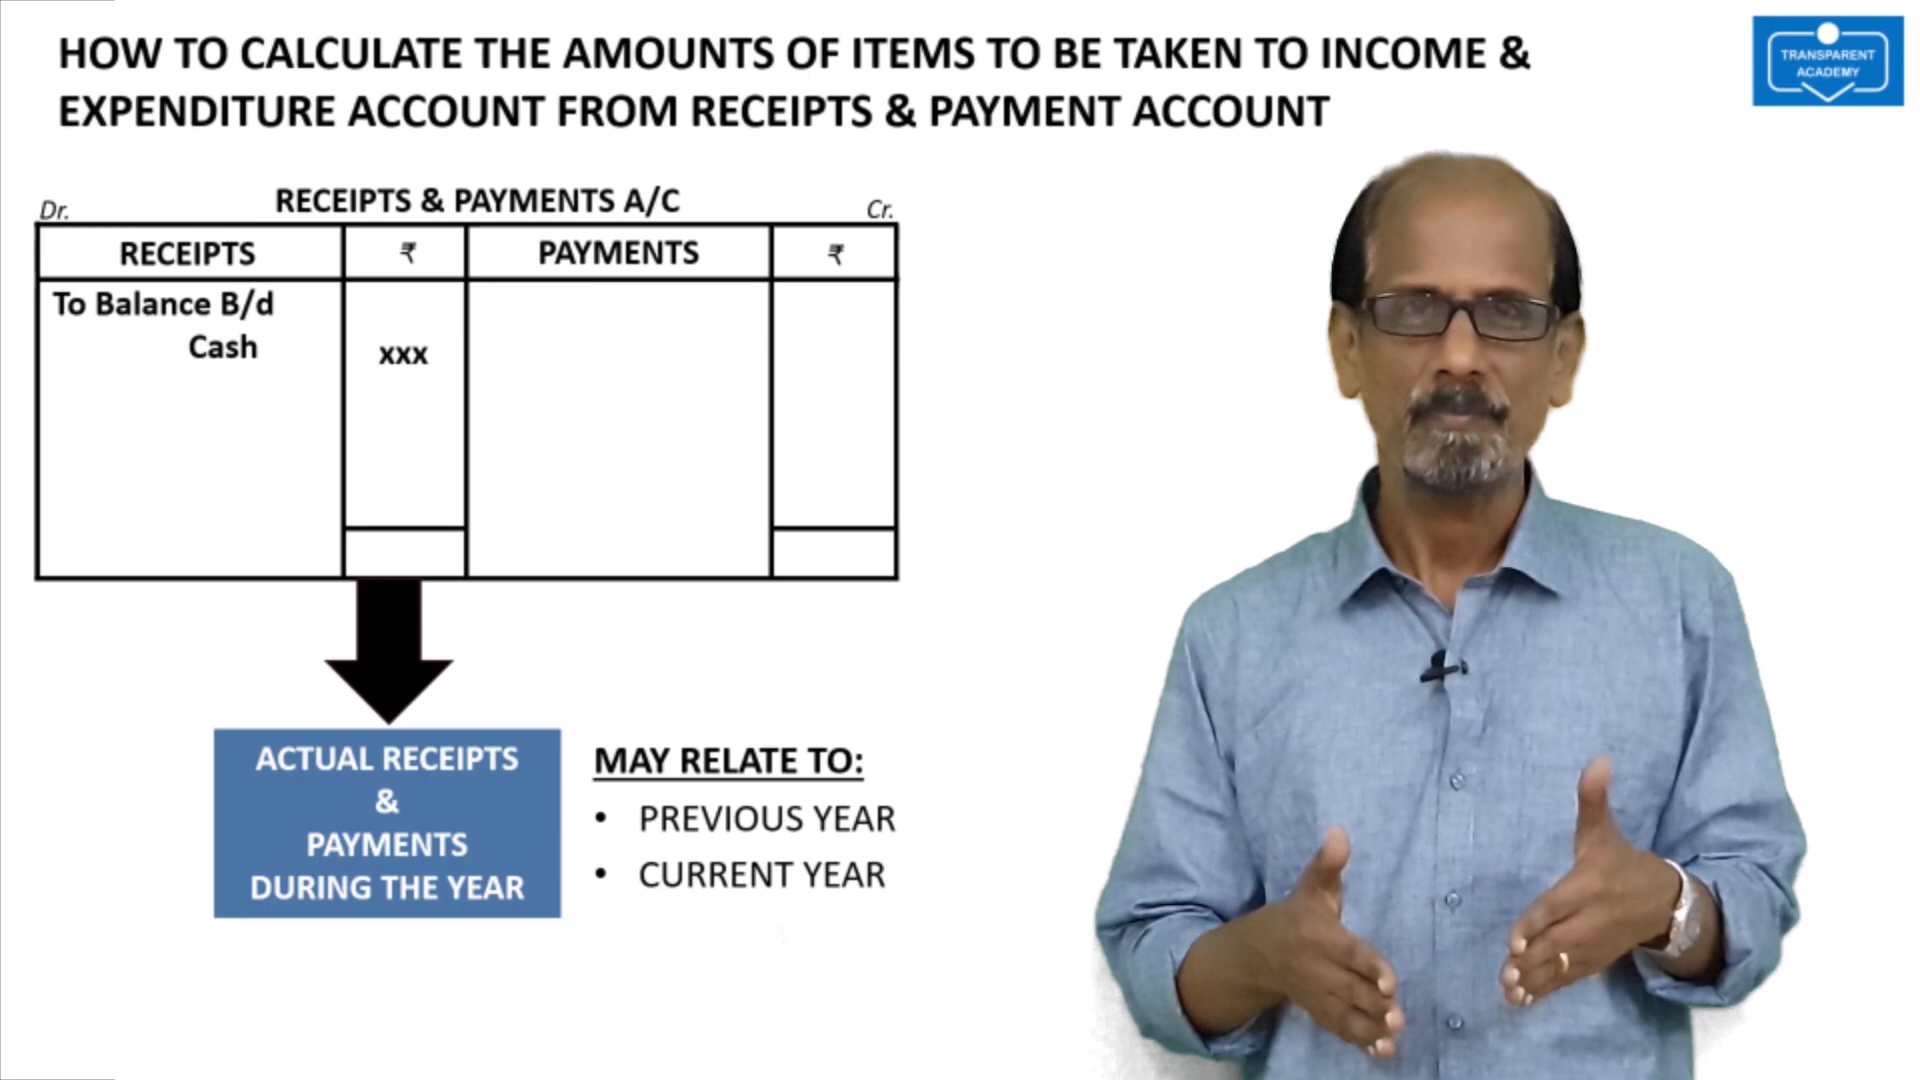 HOW TO CALCULATE THE AMOUNTS OF ITEMS TO BE TAKEN TO INCOME &
EXPENDITURE ACCOUNT FROM RECEIPTS & PAYMENT ACCOUNT
TRANSPARENT
ACADEMY
Dr. RECEIPTS & PAYMENTS A/C Cr.
RECEIPTS ₹ PAYMENTS ₹
To Balance B/d
Cash xxx
ACTUAL RECEIPTS
&
PAYMENTS
DURING THE YEAR
MAY RELATE TO:
• PREVIOUS YEAR
• CURRENT YEAR